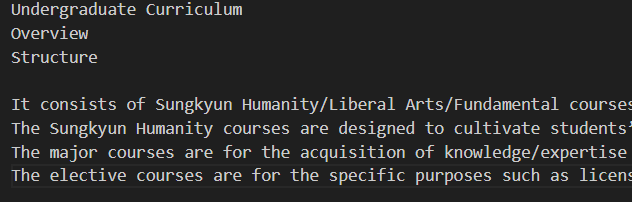 Undergraduate Curriculum
Overview
Structure
It consists of Sungkyun Humanity/Liberal Arts/Fundamental courses
The Sungkyun Humanity courses are designed to cultivate students’
The major courses are for the acquisition of knowledge/expertise
The elective courses are for the specific purposes such as licens